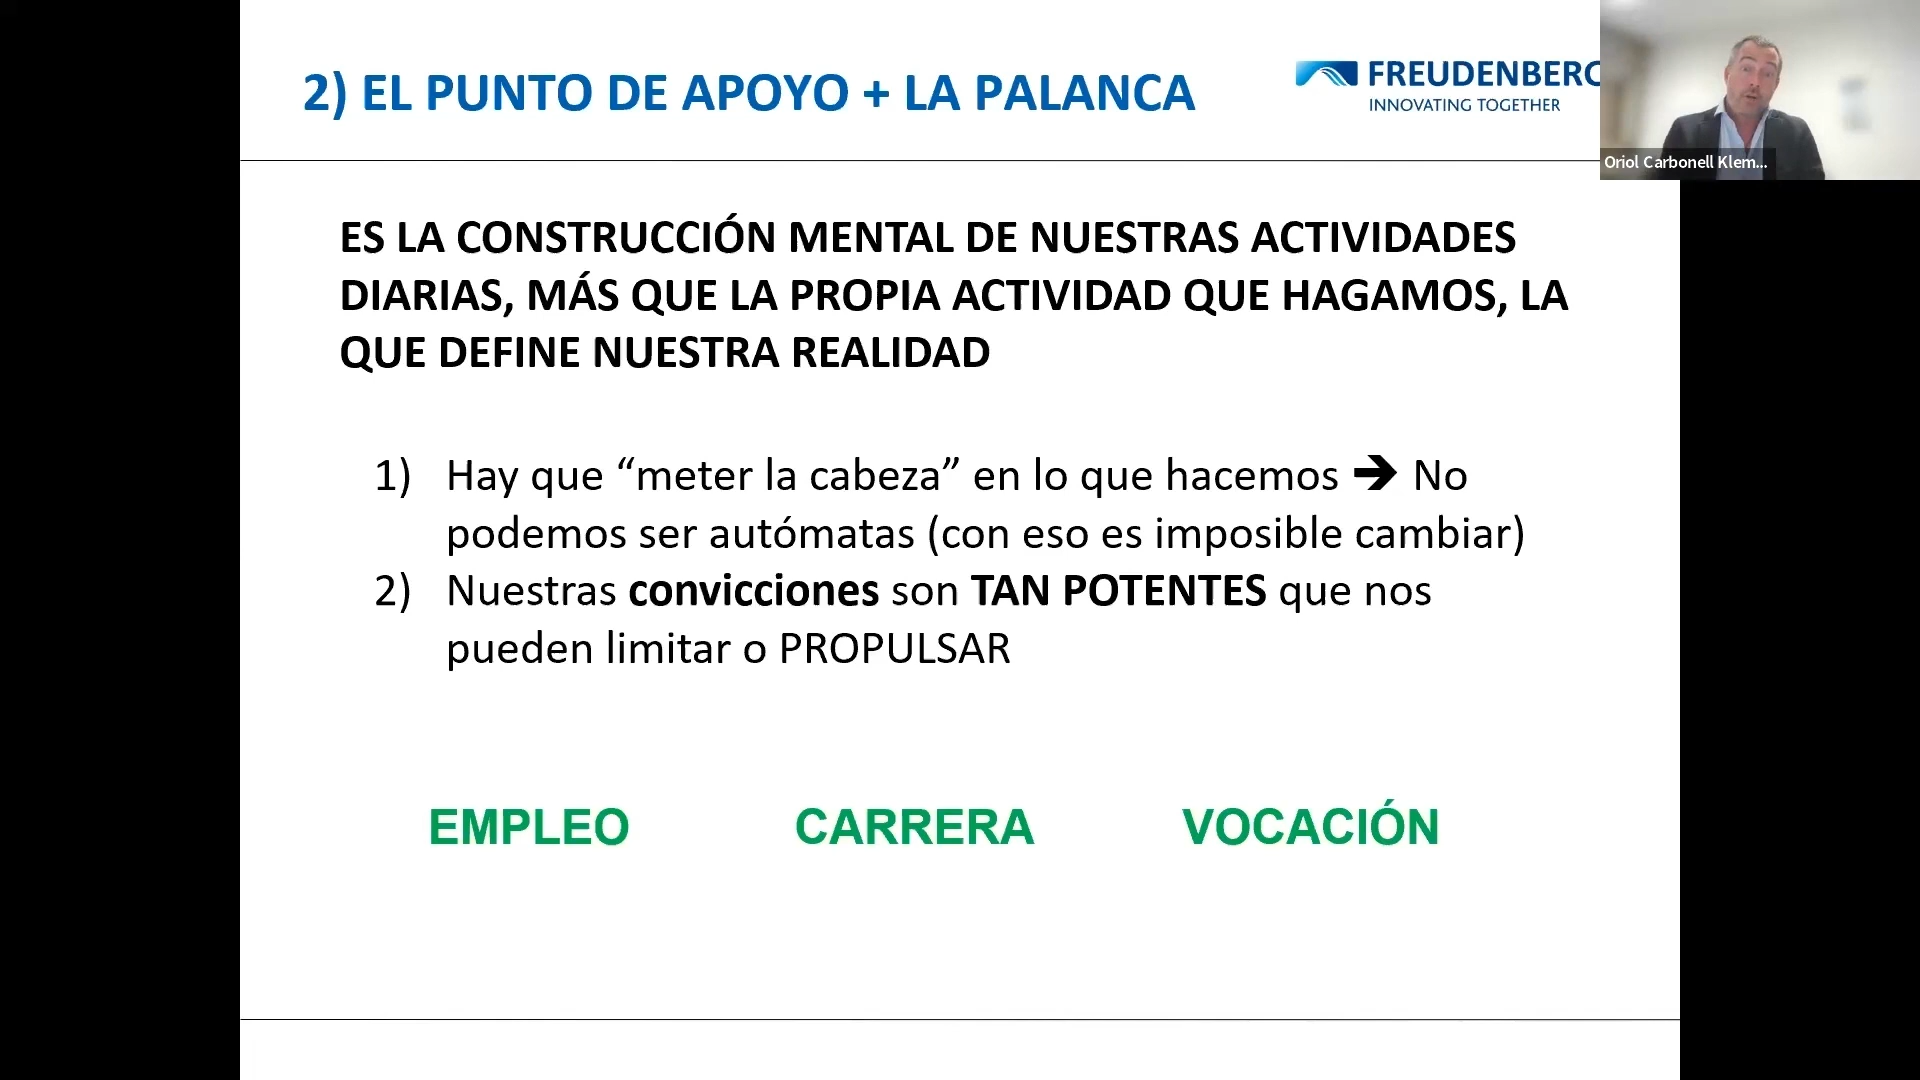 2) EL PUNTO DE APOYO + LA PALANCA
FREUDENBERG
INNOVATING TOGETHER
Oriol Carbonell Klem...
ES LA CONSTRUCCIÓN MENTAL DE NUESTRAS ACTIVIDADES
DIARIAS, MÁS QUE LA PROPIA ACTIVIDAD QUE HAGAMOS, LA
QUE DEFINE NUESTRA REALIDAD
1) Hay que “meter la cabeza” en lo que hacemos ➔ No
podemos ser autómatas (con eso es imposible cambiar)
2) Nuestras convicciones son TAN POTENTES que nos
pueden limitar o PROPULSAR
EMPLEO CARRERA VOCACIÓN